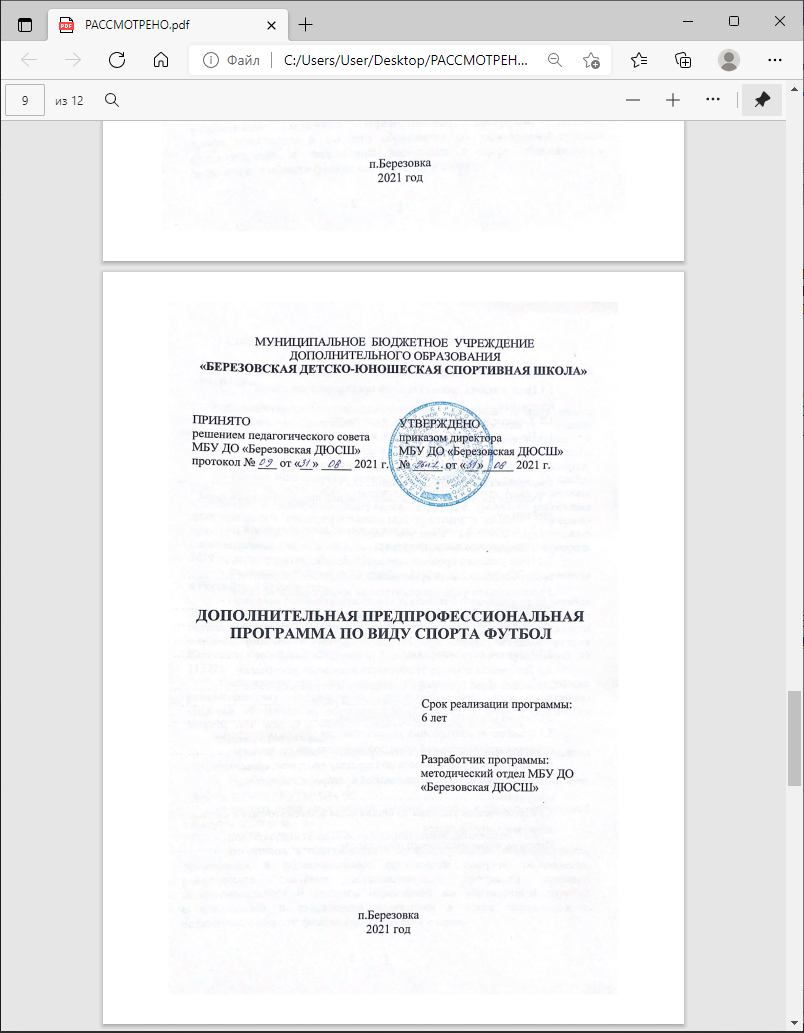 РАССМОТРЕНО.pdf
Файл C:/Users/User/Desktop/РАССМОТРЕН...
9 из 12
п.Березовка
2021 год
МУНИЦИПАЛЬНОЕ БЮДЖЕТНОЕ УЧРЕЖДЕНИЕ
ДОПОЛНИТЕЛЬНОГО ОБРАЗОВАНИЯ
«БЕРЕЗОВСКАЯ ДЕТСКО-ЮНОШЕСКАЯ СПОРТИВНАЯ ШКОЛА»
ПРИНЯТО
решением педагогического совета
МБУ ДО «Березовская ДЮСШ»
протокол № 09 от «31» 08 2021 г.
УТВЕРЖДЕНО
приказом директора
МБУ ДО «Березовская ДЮСШ»
№ от «31» 08 2021 г.
ДОПОЛНИТЕЛЬНАЯ ПРЕДПРОФЕССИОНАЛЬНАЯ
ПРОГРАММА ПО ВИДУ СПОРТА ФУТБОЛ
Срок реализации программы:
6 лет
Разработчик программы:
методический отдел МБУ ДО
«Березовская ДЮСШ»
п.Березовка
2021 год